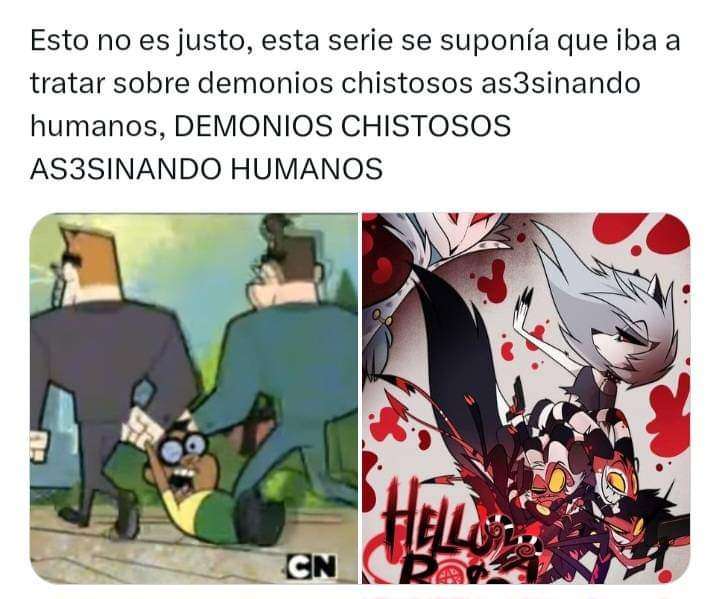 Esto no es justo, esta serie se suponía que iba a
tratar sobre demonios chistosos as3sinando
humanos, DEMONIOS CHISTOSOS
AS3SINANDO HUMANOS
CN
HELLUVA
BOSS